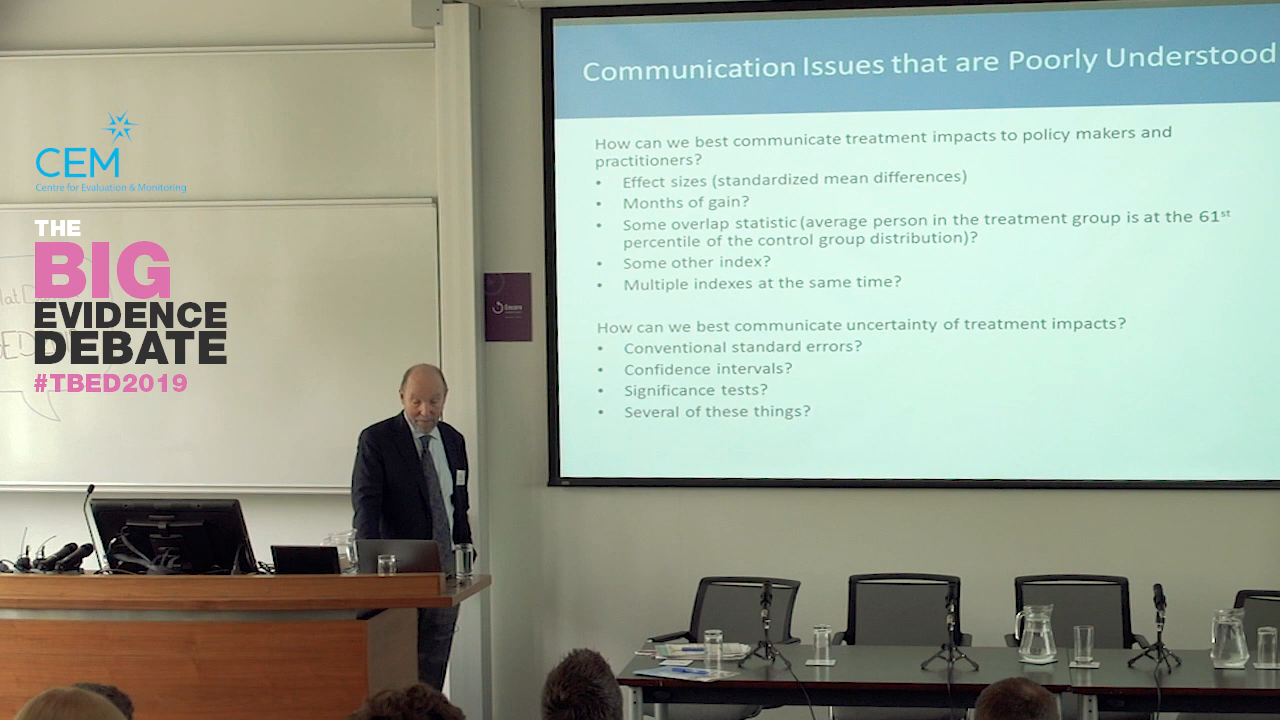 CEM
Centre for Evaluation & Monitoring
THE
BIG
EVIDENCE
DEBATE
#TBED2019
Communication Issues that are Poorly Understood
How can we best communicate treatment impacts to policy makers and
practitioners?
• Effect sizes (standardized mean differences)
• Months of gain?
• Some overlap statistic (average person in the treatment group is at the 61st
percentile of the control group distribution)?
• Some other index?
• Multiple indexes at the same time?
How can we best communicate uncertainty of treatment impacts?
• Conventional standard errors?
• Confidence intervals?
• Significance tests?
• Several of these things?